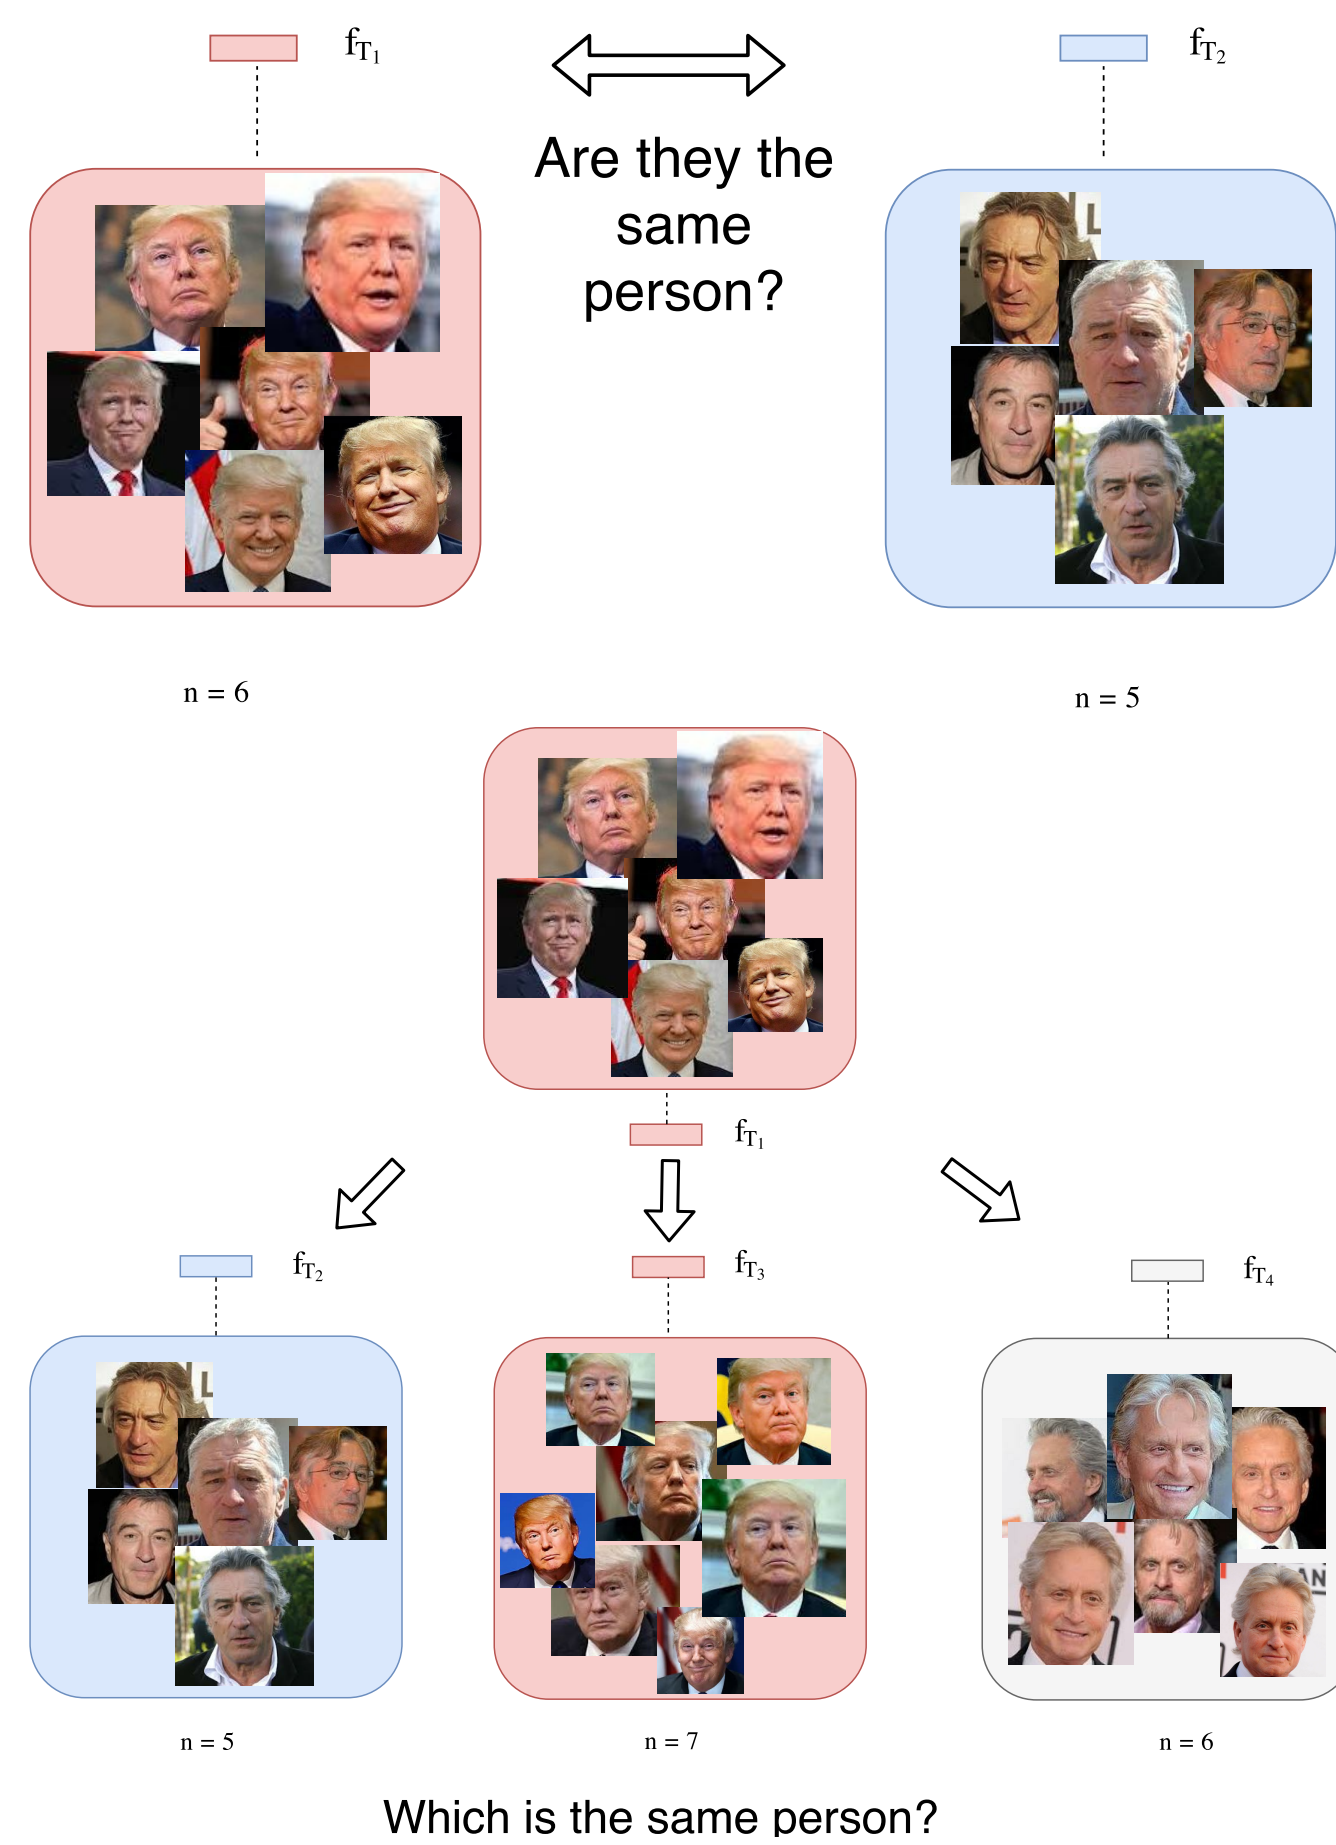 fT1
fT2
Are they the
same
person?
n = 6
n = 5
fT1
fT2
fT3
fT4
n = 5
n = 7
n = 6
Which is the same person?